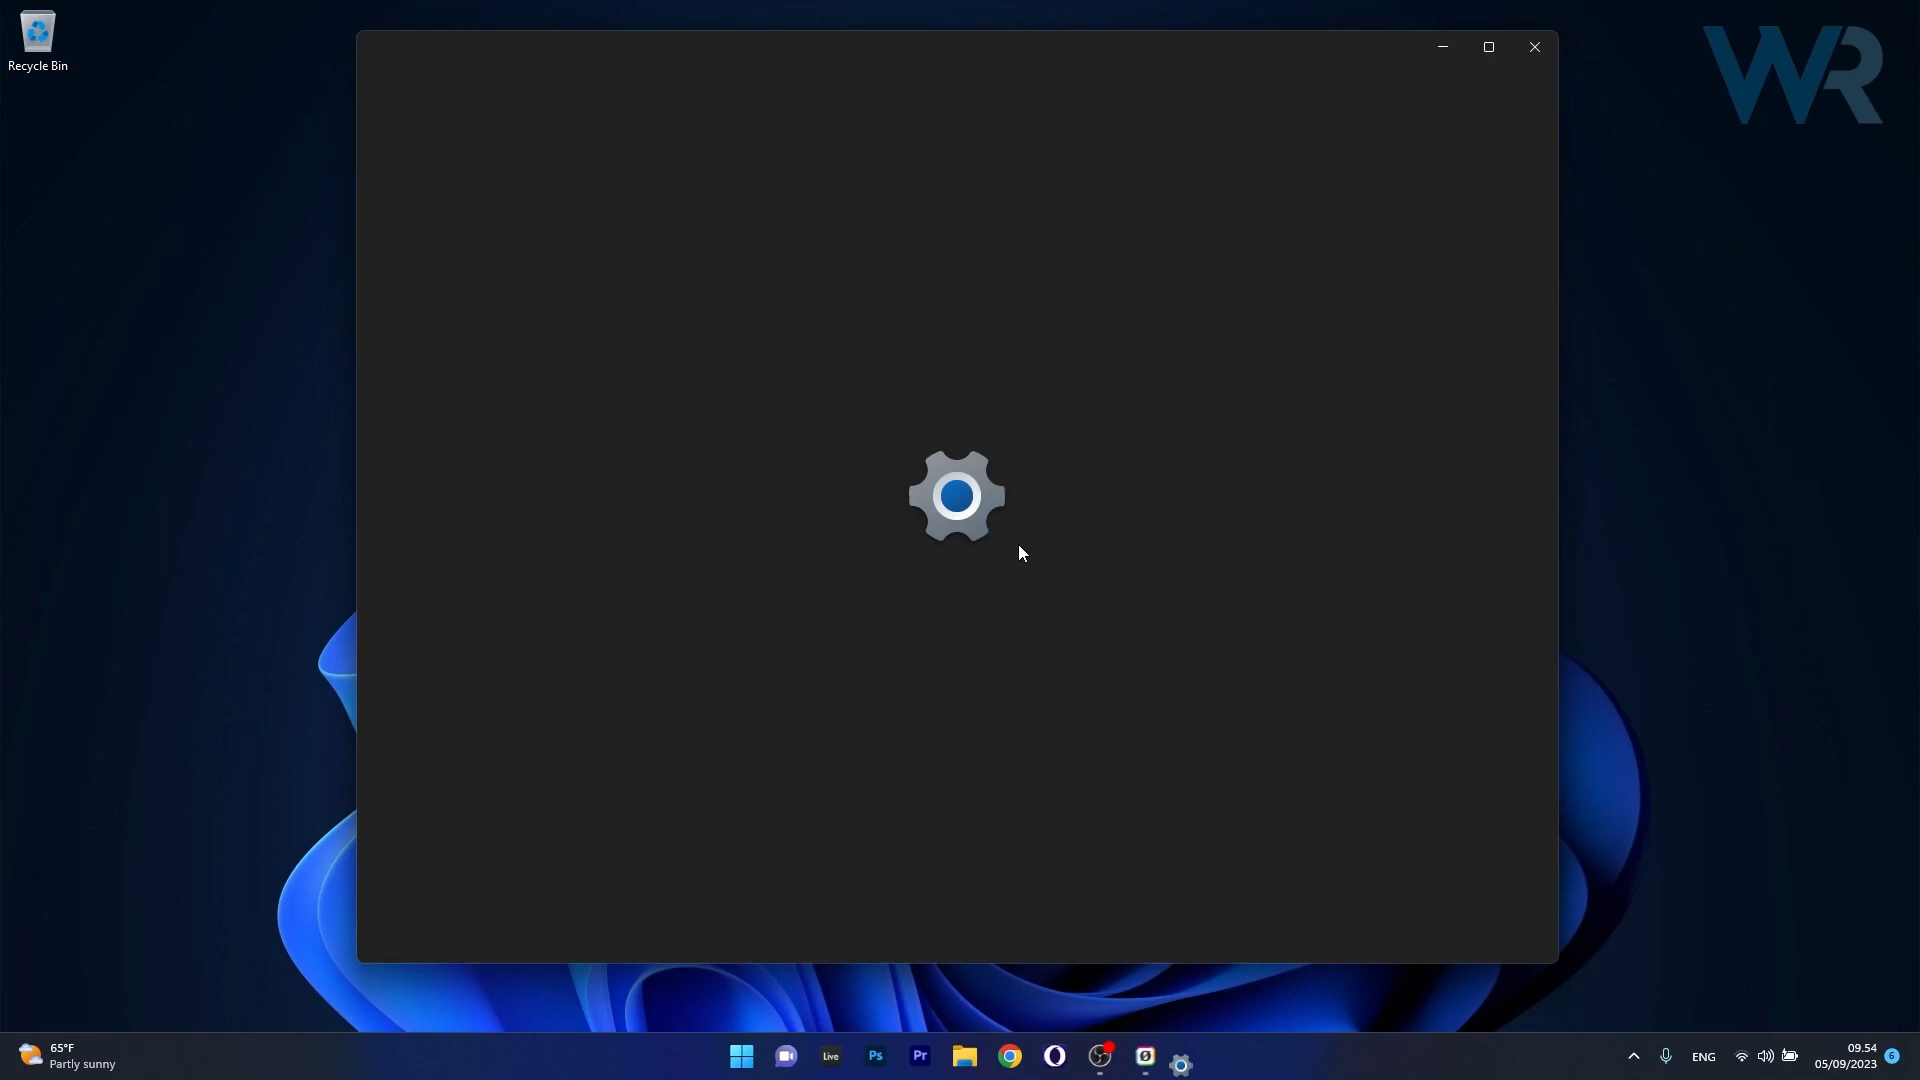 Recycle Bin
WR
65°F
Partly sunny
Live
Ps
Pr
ENG
09.54
05/09/2023
6